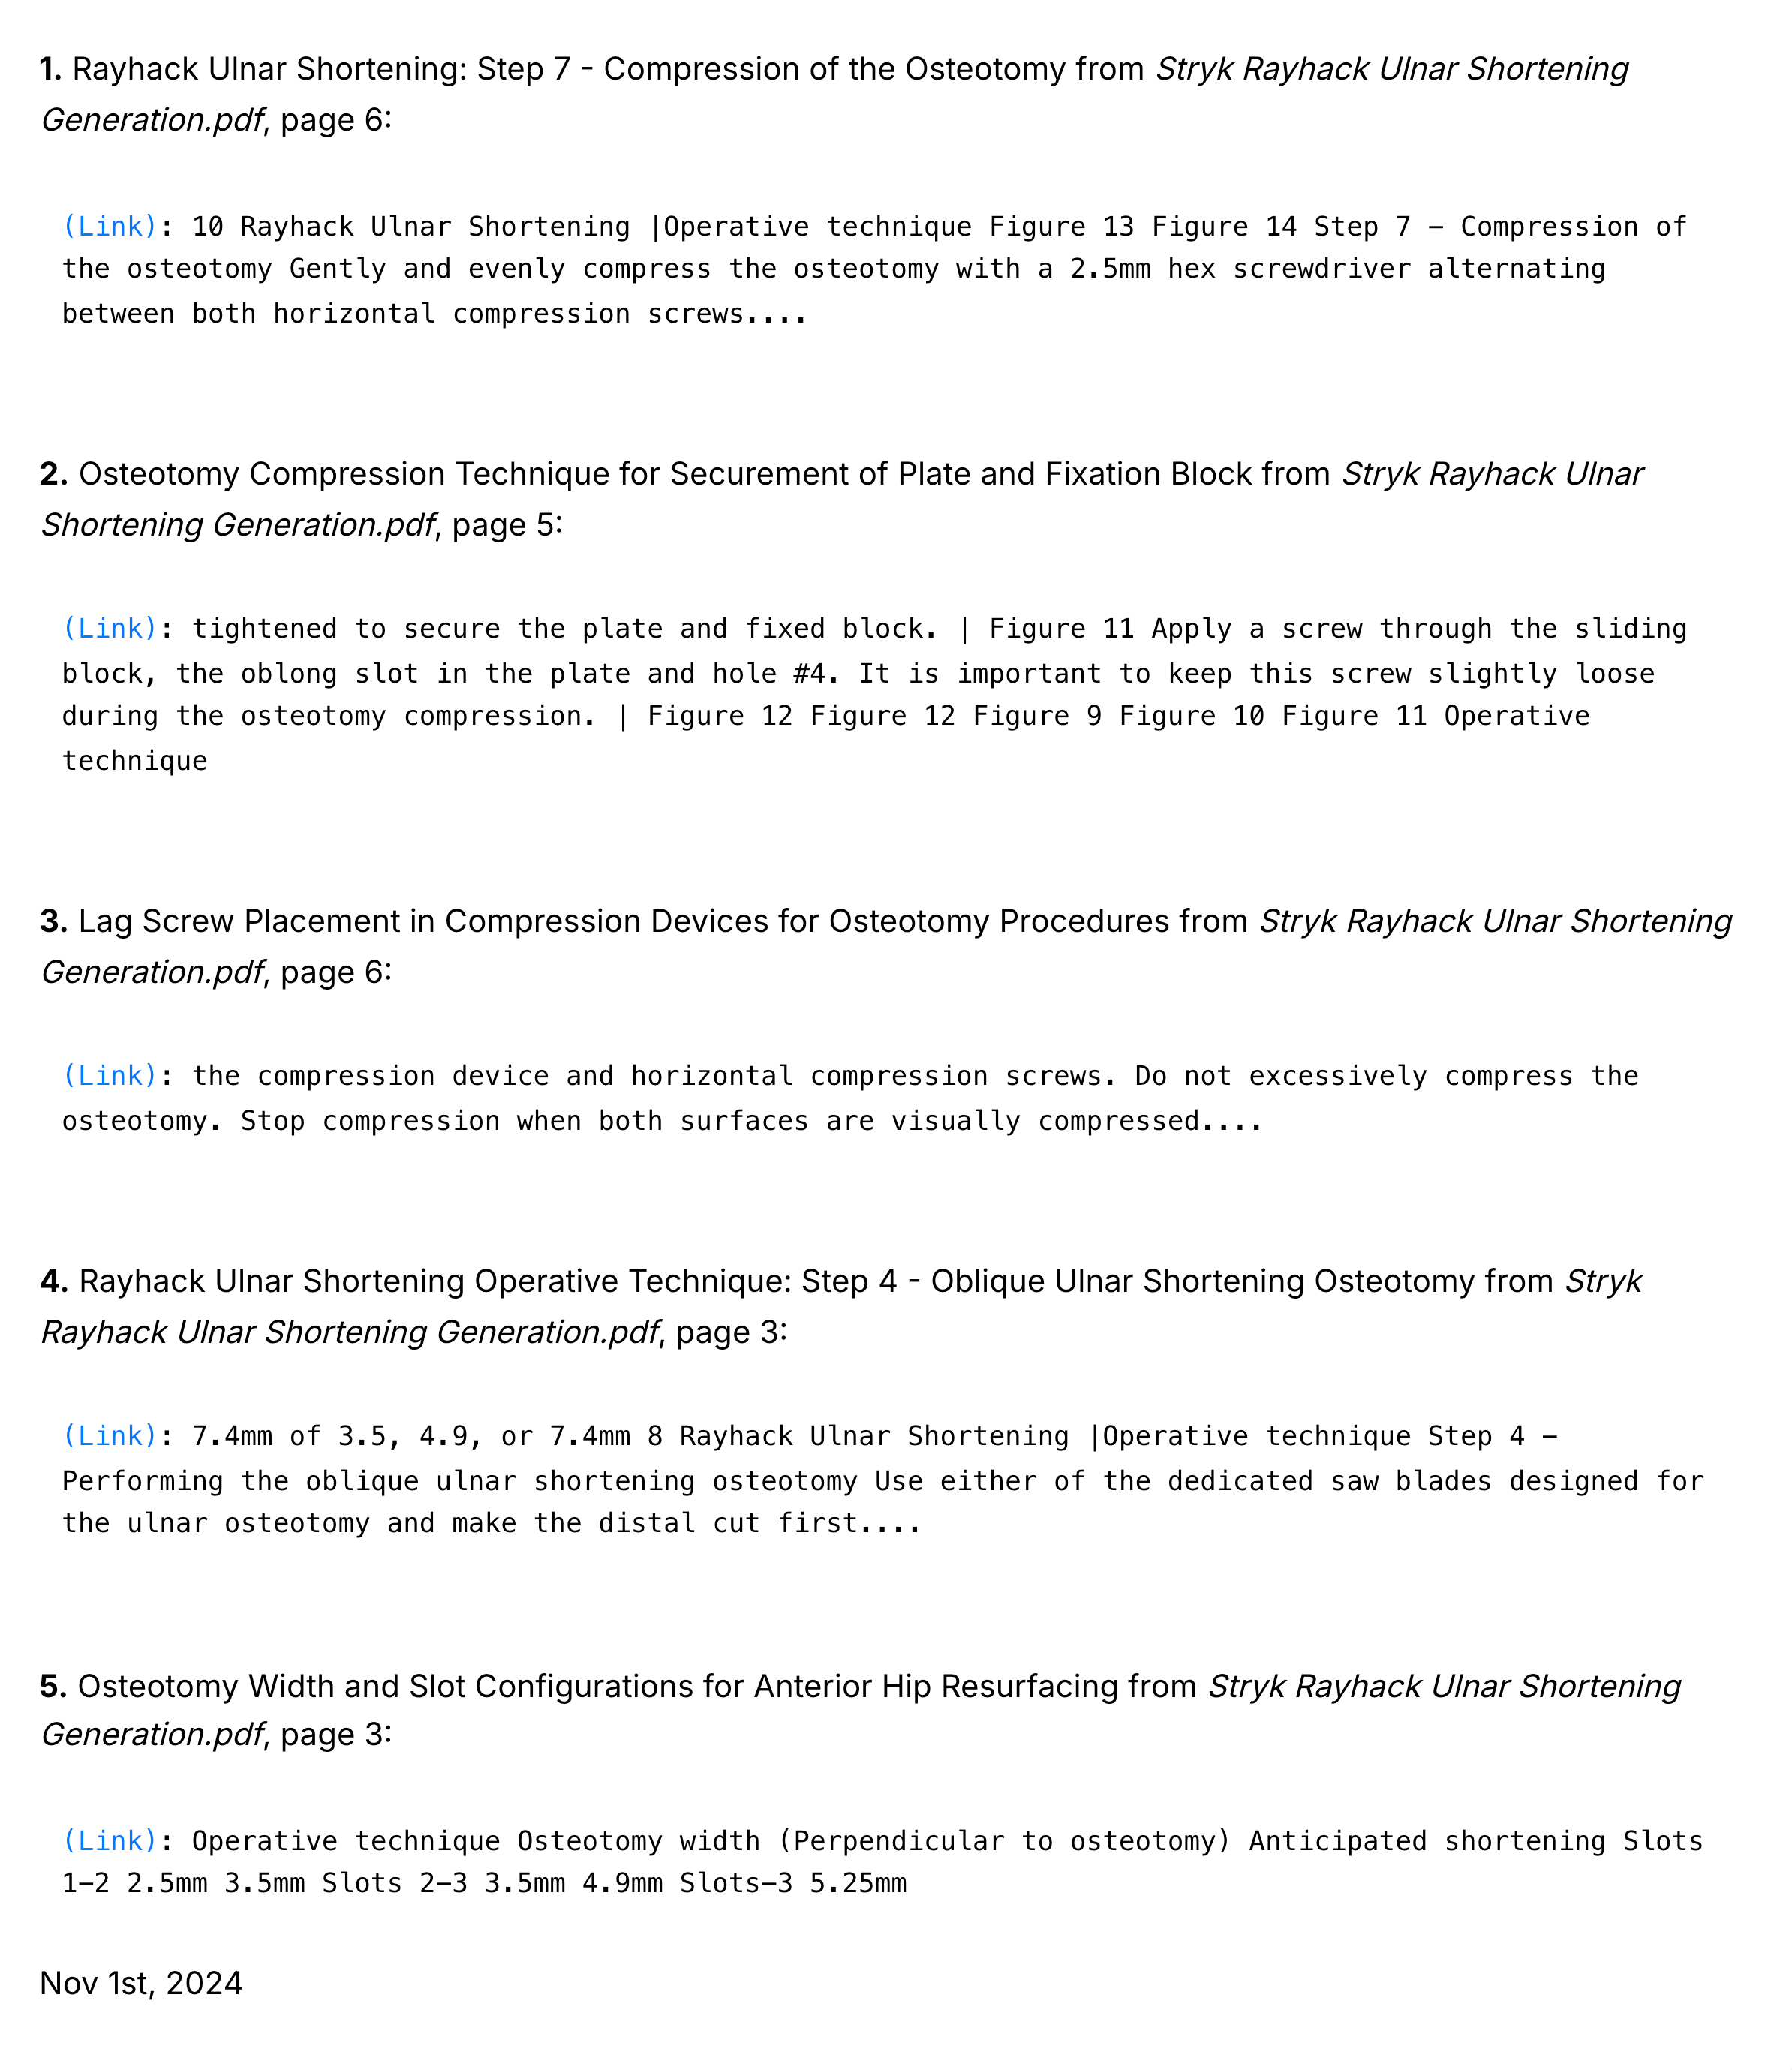 1. Rayhack Ulnar Shortening: Step 7 - Compression of the Osteotomy from Stryk Rayhack Ulnar Shortening
Generation.pdf, page 6:
(Link): 10 Rayhack Ulnar Shortening |Operative technique Figure 13 Figure 14 Step 7 – Compression of
the osteotomy Gently and evenly compress the osteotomy with a 2.5mm hex screwdriver alternating
between both horizontal compression screws....
2. Osteotomy Compression Technique for Securement of Plate and Fixation Block from Stryk Rayhack Ulnar
Shortening Generation.pdf, page 5:
(Link): tightened to secure the plate and fixed block. | Figure 11 Apply a screw through the sliding
block, the oblong slot in the plate and hole #4. It is important to keep this screw slightly loose
during the osteotomy compression. | Figure 12 Figure 12 Figure 9 Figure 10 Figure 11 Operative
technique
3. Lag Screw Placement in Compression Devices for Osteotomy Procedures from Stryk Rayhack Ulnar Shortening
Generation.pdf, page 6:
(Link): the compression device and horizontal compression screws. Do not excessively compress the
osteotomy. Stop compression when both surfaces are visually compressed....
4. Rayhack Ulnar Shortening Operative Technique: Step 4 - Oblique Ulnar Shortening Osteotomy from Stryk
Rayhack Ulnar Shortening Generation.pdf, page 3:
(Link): 7.4mm of 3.5, 4.9, or 7.4mm 8 Rayhack Ulnar Shortening |Operative technique Step 4 –
Performing the oblique ulnar shortening osteotomy Use either of the dedicated saw blades designed for
the ulnar osteotomy and make the distal cut first....
5. Osteotomy Width and Slot Configurations for Anterior Hip Resurfacing from Stryk Rayhack Ulnar Shortening
Generation.pdf, page 3:
(Link): Operative technique Osteotomy width (Perpendicular to osteotomy) Anticipated shortening Slots
1–2 2.5mm 3.5mm Slots 2–3 3.5mm 4.9mm Slots–3 5.25mm
Nov 1st, 2024